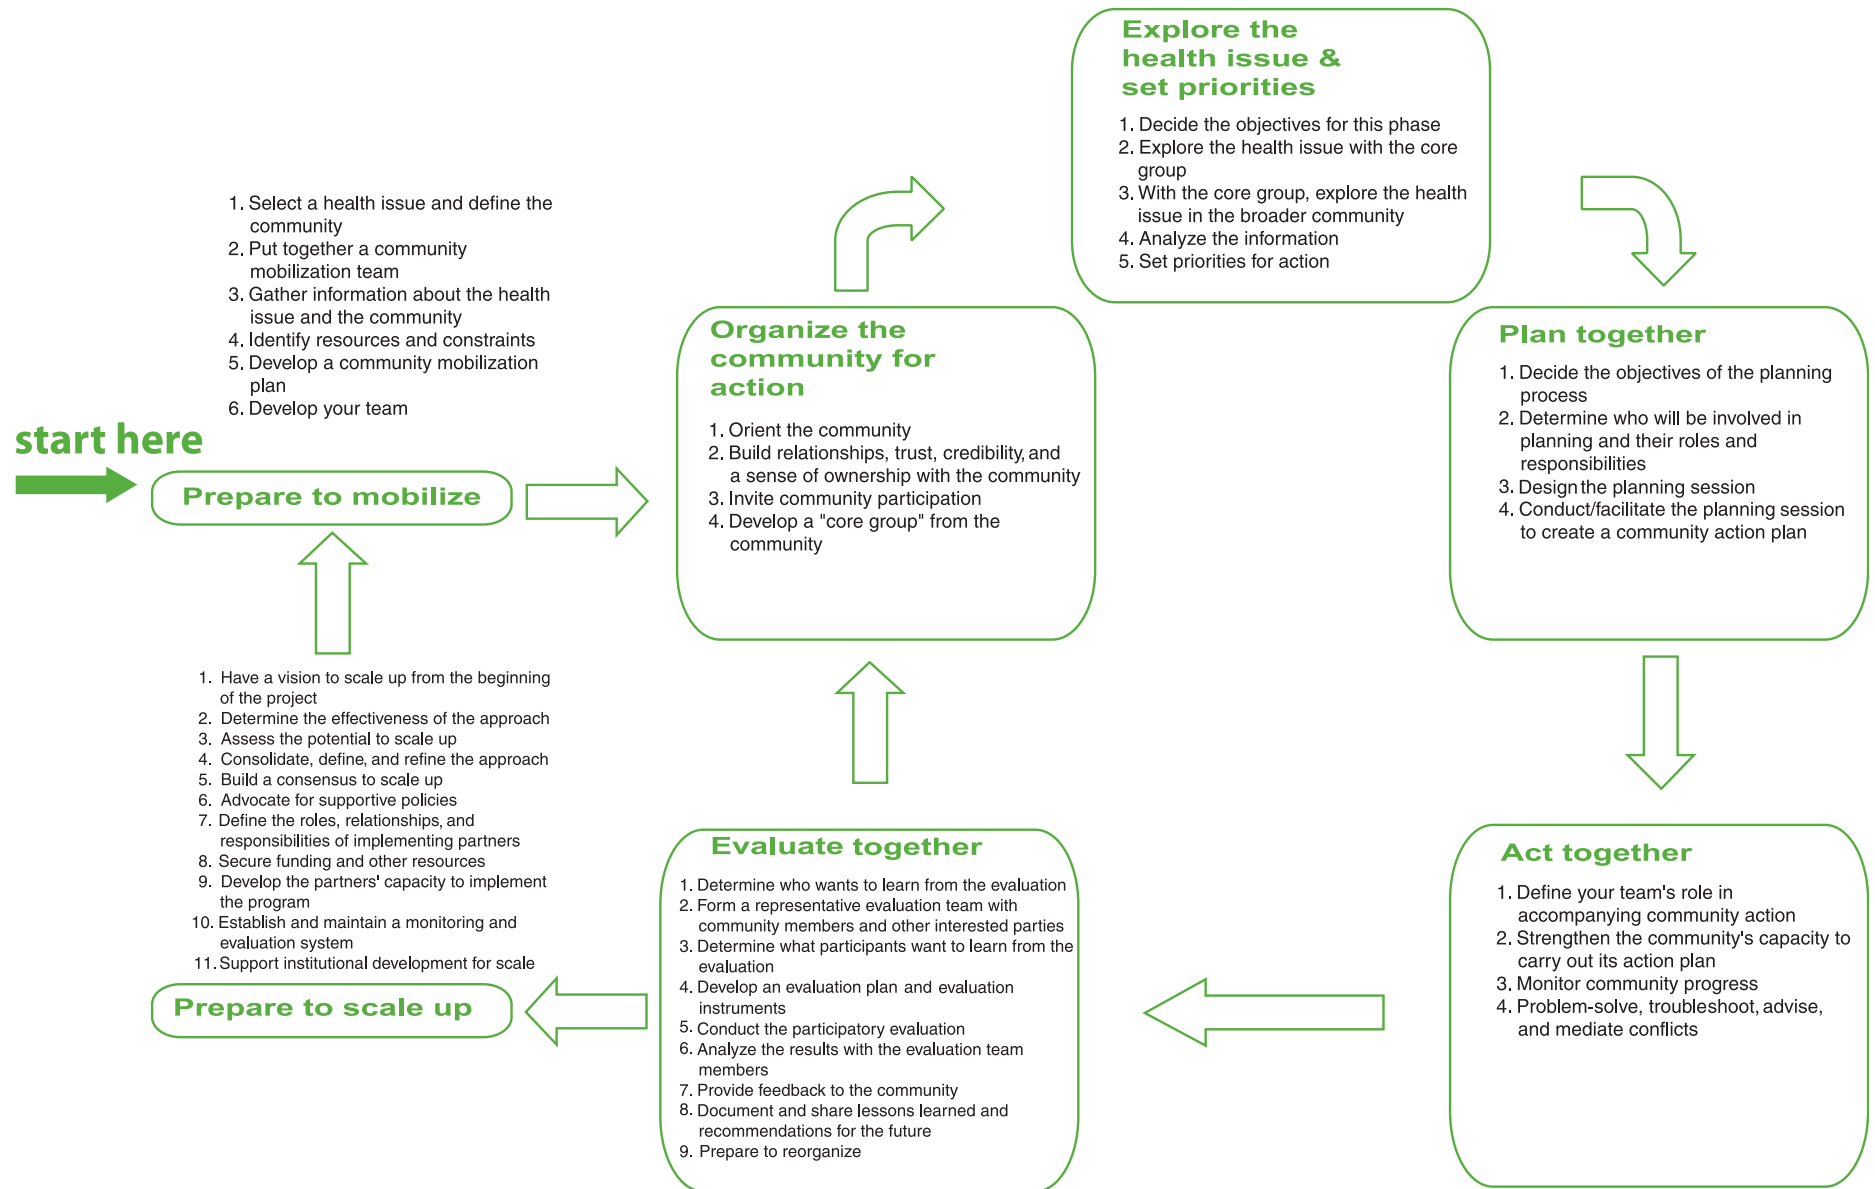 start here
1. Select a health issue and define the
community
2. Put together a community
mobilization team
3. Gather information about the health
issue and the community
4. Identify resources and constraints
5. Develop a community mobilization
plan
6. Develop your team
Prepare to mobilize
Organize the
community for
action
1. Orient the community
2. Build relationships, trust, credibility, and
a sense of ownership with the community
3. Invite community participation
4. Develop a "core group" from the
community
Explore the
health issue &
set priorities
1. Decide the objectives for this phase
2. Explore the health issue with the core
group
3. With the core group, explore the health
issue in the broader community
4. Analyze the information
5. Set priorities for action
Plan together
1. Decide the objectives of the planning
process
2. Determine who will be involved in
planning and their roles and
responsibilities
3. Design the planning session
4. Conduct/facilitate the planning session
to create a community action plan
Act together
1. Define your team's role in
accompanying community action
2. Strengthen the community's capacity to
carry out its action plan
3. Monitor community progress
4. Problem-solve, troubleshoot, advise,
and mediate conflicts
Evaluate together
1. Determine who wants to learn from the evaluation
2. Form a representative evaluation team with
community members and other interested parties
3. Determine what participants want to learn from the
evaluation
4. Develop an evaluation plan and evaluation
instruments
5. Conduct the participatory evaluation
6. Analyze the results with the evaluation team
members
7. Provide feedback to the community
8. Document and share lessons learned and
recommendations for the future
9. Prepare to reorganize
1. Have a vision to scale up from the beginning
of the project
2. Determine the effectiveness of the approach
3. Assess the potential to scale up
4. Consolidate, define, and refine the approach
5. Build a consensus to scale up
6. Advocate for supportive policies
7. Define the roles, relationships, and
responsibilities of implementing partners
8. Secure funding and other resources
9. Develop the partners' capacity to implement
the program
10. Establish and maintain a monitoring and
evaluation system
11. Support institutional development for scale
Prepare to scale up